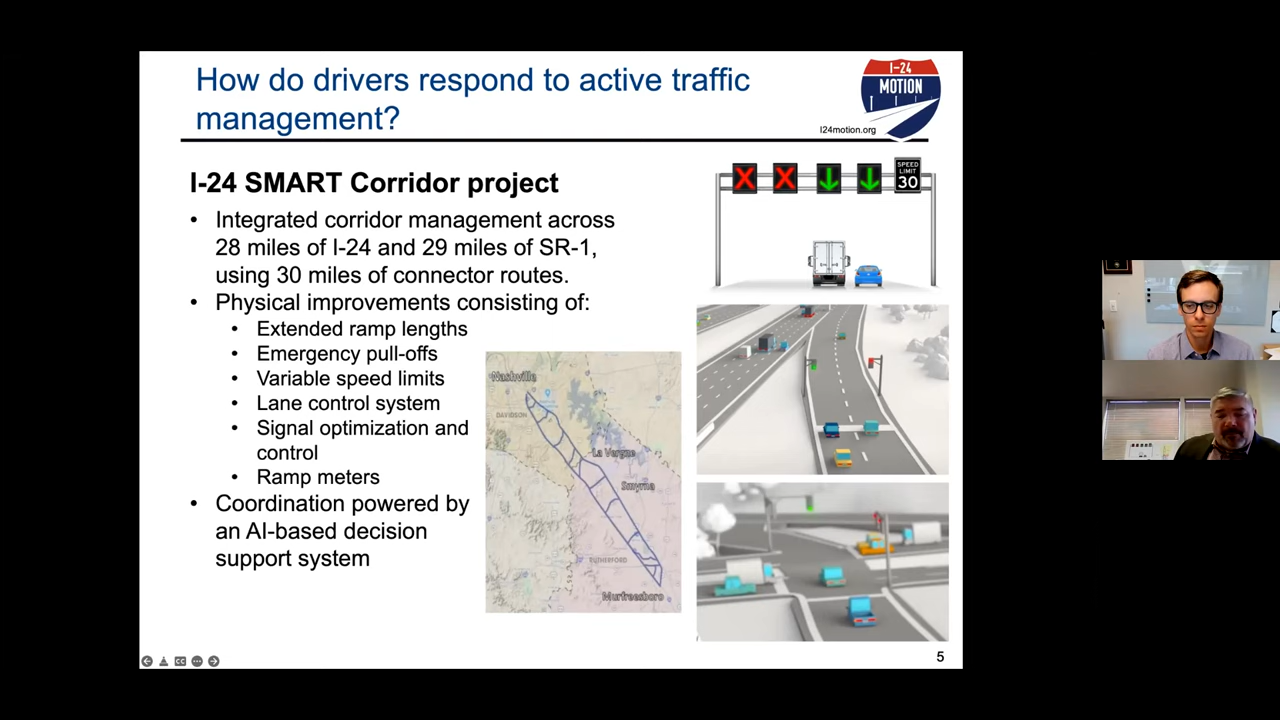 How do drivers respond to active traffic
management?
I-24
MOTION
I24motion.org
I-24 SMART Corridor project
• Integrated corridor management across
28 miles of I-24 and 29 miles of SR-1,
using 30 miles of connector routes.
• Physical improvements consisting of:
• Extended ramp lengths
• Emergency pull-offs
• Variable speed limits
• Lane control system
• Signal optimization and
control
• Ramp meters
• Coordination powered by
an AI-based decision
support system
SPEED
LIMIT
30
Nashville
DAVIDSON
La Vergne
Smyrna
RUTHERFORD
Murfreesboro
CC
5